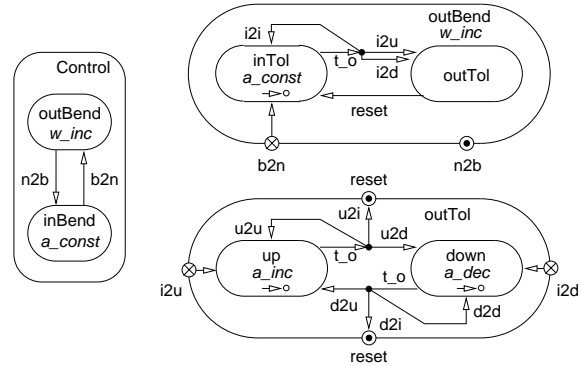 Control
outBend
w_inc
n2b
b2n
inBend
a_const
outBend
w_inc
i2i
i2u
inTol
t_o
a_const
i2d
outTol
reset
b2n
n2b
reset
u2i
outTol
u2u
u2d
up
t_o
down
a_inc
t_o
a_dec
i2u
d2u
d2i
d2d
i2d
reset